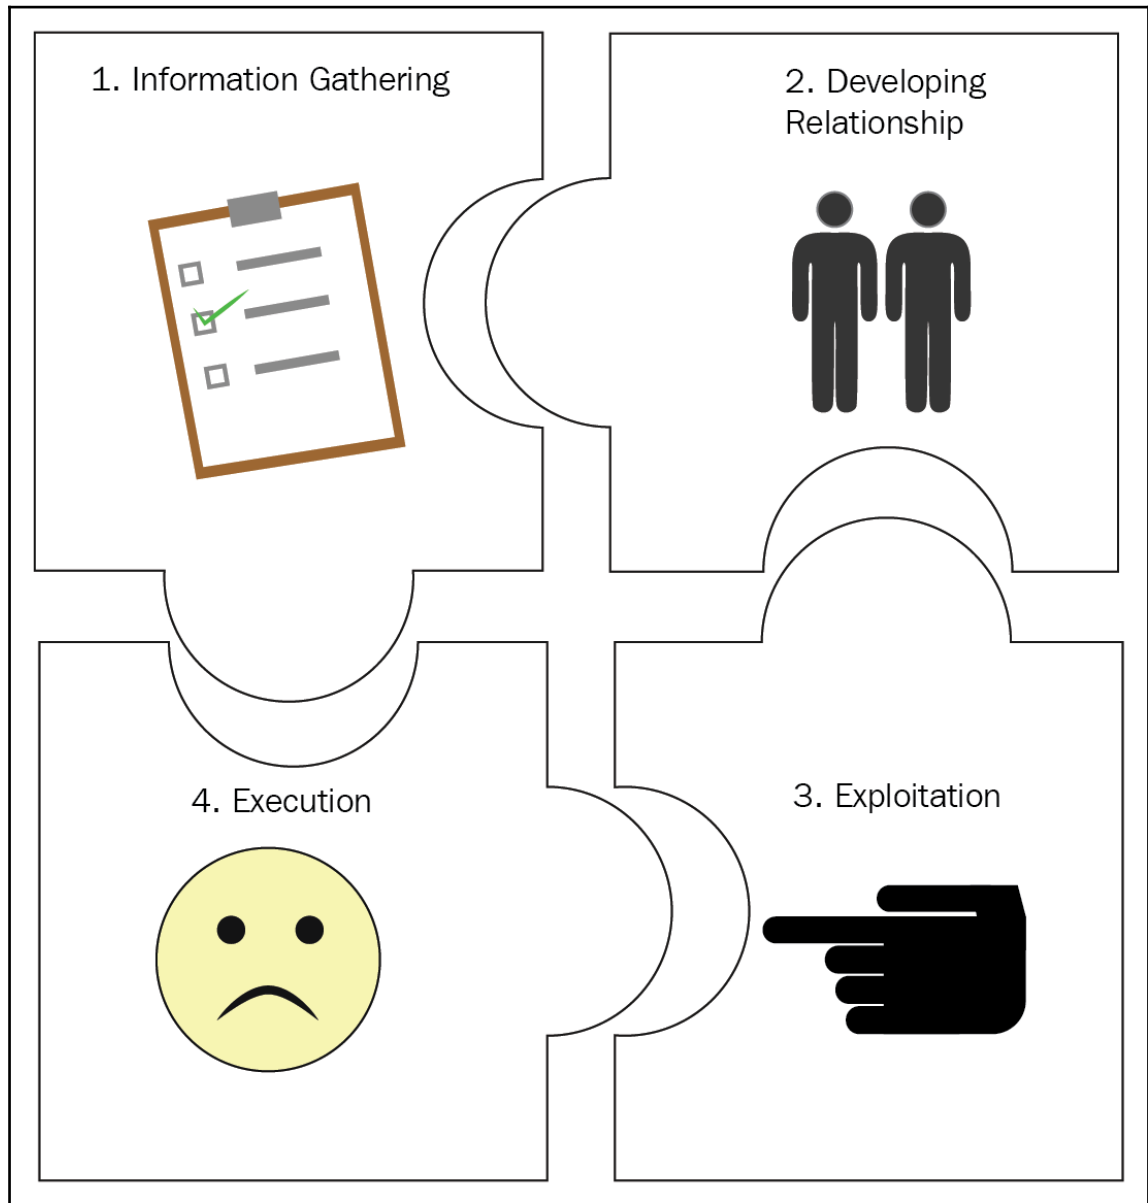 1. Information Gathering
2. Developing
Relationship
3. Exploitation
4. Execution